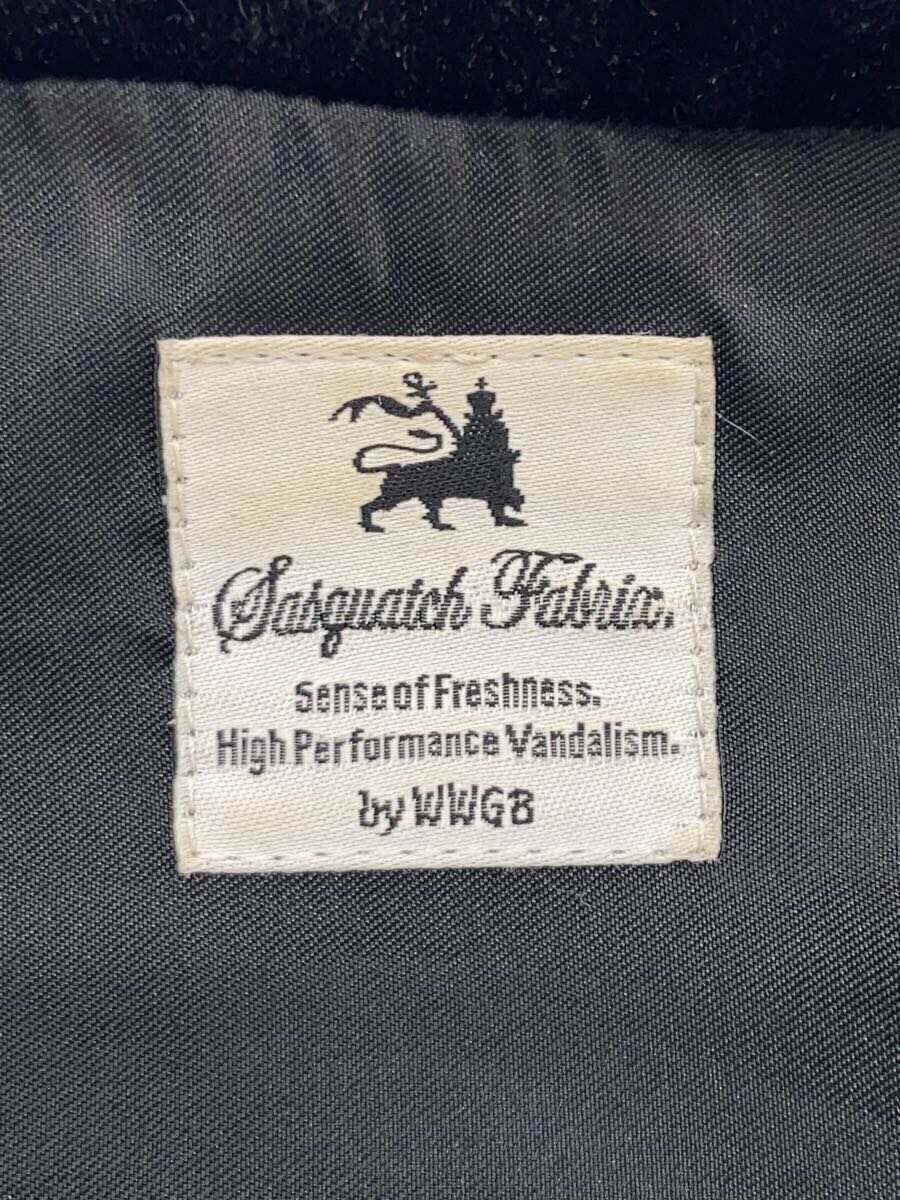 Sasquatch Fabrix.
Sense of Freshness.
High Performance Vandalism.
by WWGB